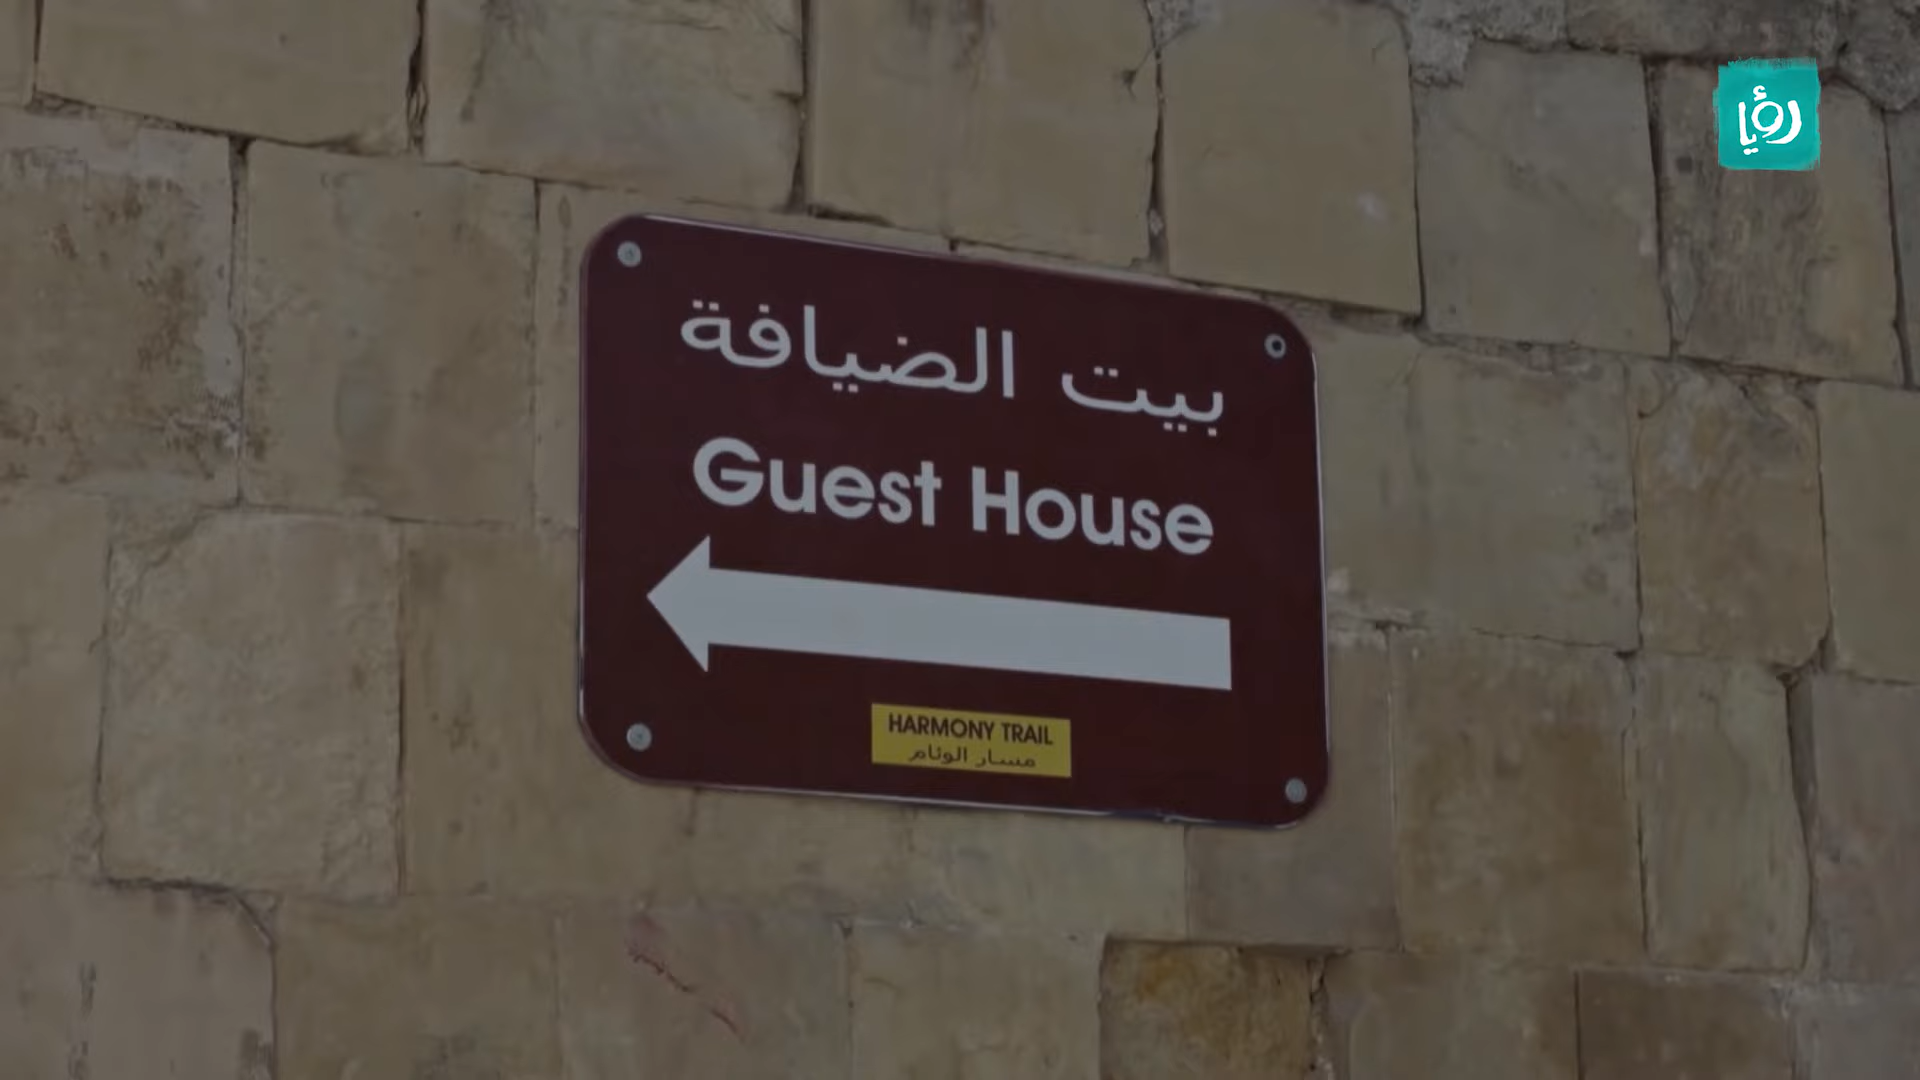 رؤيا
بيت الضيافة
Guest House
HARMONY TRAIL
مسار الوئام